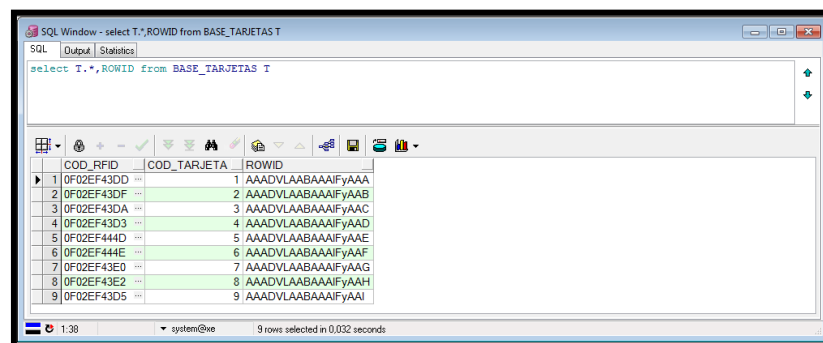 SQL Window - select T.*,ROWID from BASE_TARJETAS T
SQL Output Statistics
select T.*,ROWID from BASE_TARJETAS T
COD_RFID COD_TARJETA ROWID
1 0F02EF43DD ... 1 AAADVLAABAAAIFyAAA
2 0F02EF43DF ... 2 AAADVLAABAAAIFyAAB
3 0F02EF43DA ... 3 AAADVLAABAAAIFyAAC
4 0F02EF43D3 ... 4 AAADVLAABAAAIFyAAD
5 0F02EF444D ... 5 AAADVLAABAAAIFyAAE
6 0F02EF444E ... 6 AAADVLAABAAAIFyAAF
7 0F02EF43E0 ... 7 AAADVLAABAAAIFyAAG
8 0F02EF43E2 ... 8 AAADVLAABAAAIFyAAH
9 0F02EF43D5 ... 9 AAADVLAABAAAIFyAAI
1:38 system@xe 9 rows selected in 0,032 seconds